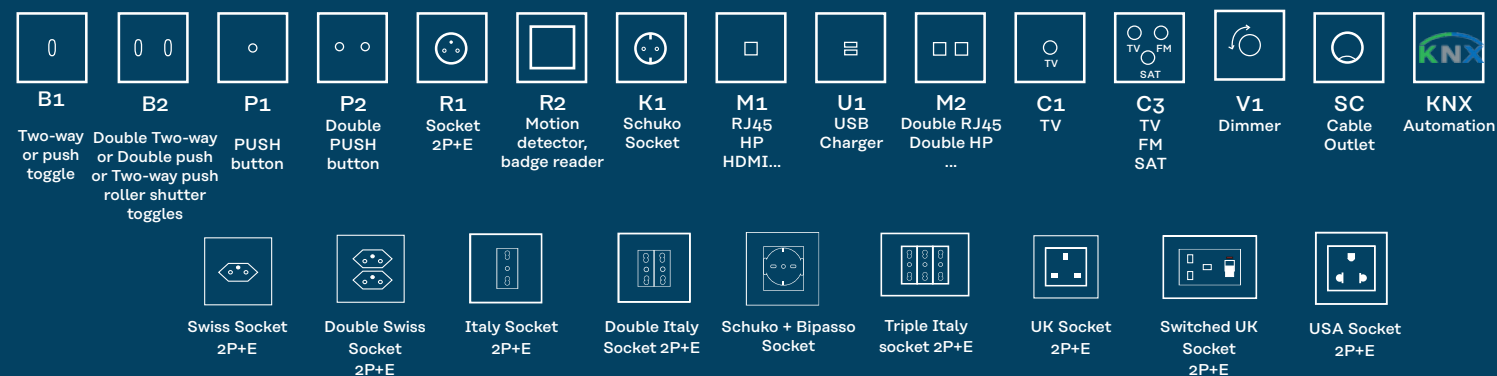 TV
TV
FM
SAT
KNX
B1
Two-way
or push
toggle
B2
Double Two-way
or Double push
or Two-way push
roller shutter
toggles
P1
PUSH
button
P2
Double
PUSH
button
R1
Socket
2P+E
R2
Motion
detector,
badge reader
K1
Schuko
Socket
M1
RJ45
HP
HDMI...
U1
USB
Charger
M2
Double RJ45
Double HP
...
C1
TV
C3
TV
FM
SAT
V1
Dimmer
SC
Cable
Outlet
KNX
Automation
Swiss Socket
2P+E
Double Swiss
Socket
2P+E
Italy Socket
2P+E
Double Italy
Socket 2P+E
Schuko + Bipasso
Socket
Triple Italy
socket 2P+E
UK Socket
2P+E
Switched UK
Socket
2P+E
USA Socket
2P+E